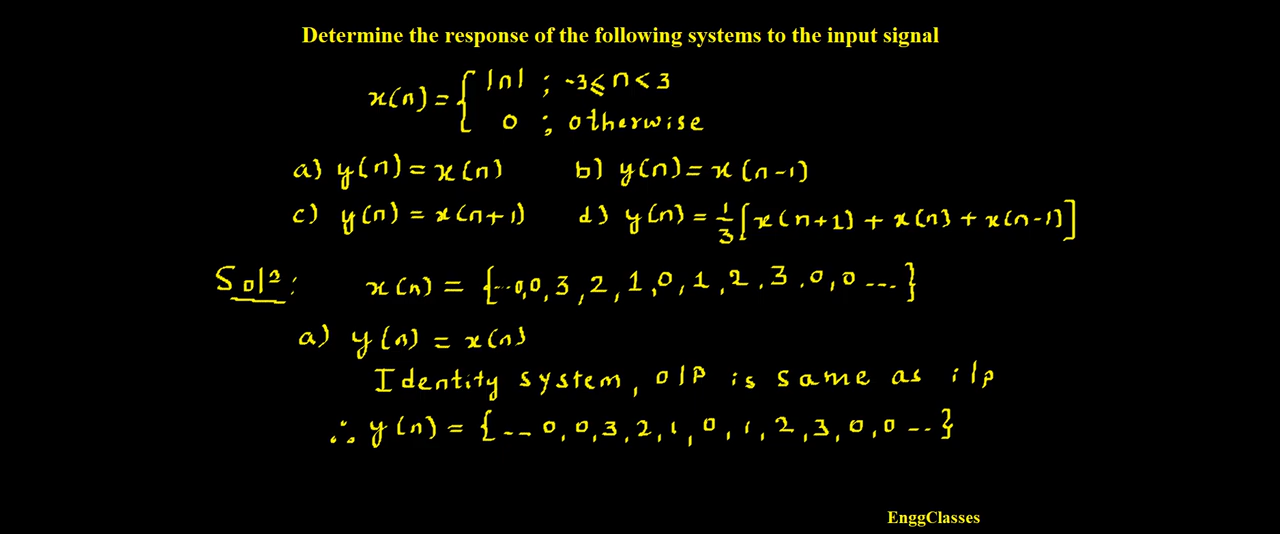 Determine the response of the following systems to the input signal
x(n) = { |n| ; -3 ≤ n < 3
0 ; otherwise
a) y(n) = x(n) b) y(n) = x(n-1)
c) y(n) = x(n+1) d) y(n) = 1/3 [x(n+1) + x(n) + x(n-1)]
Solⁿ: x(n) = {...0,0,3,2,1,0,1,2,3,0,0---}
a) y(n) = x(n)
Identity system, o/p is same as i/p
∴ y(n) = {--0,0,3,2,1,0,1,2,3,0,0--}
EnggClasses